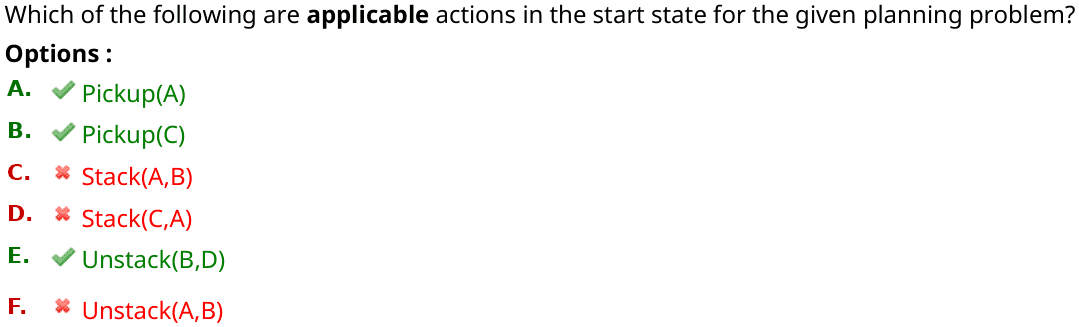 Which of the following are applicable actions in the start state for the given planning problem?
Options :
A. Pickup(A)
B. Pickup(C)
C. Stack(A,B)
D. Stack(C,A)
E. Unstack(B,D)
F. Unstack(A,B)